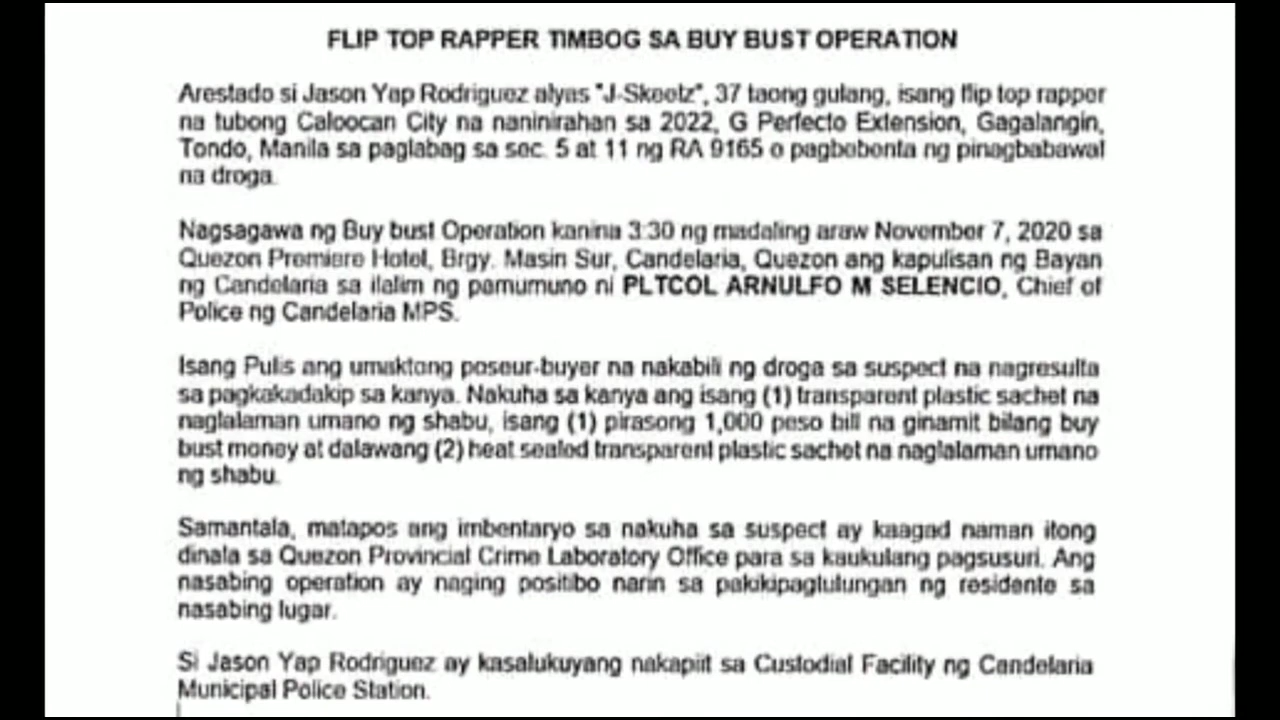 FLIP TOP RAPPER TIMBOG SA BUY BUST OPERATION
Arestado si Jason Yap Rodriguez alyas "J-Skeelz", 37 taong gulang, isang flip top rapper
na tubong Caloocan City na naninirahan sa 2022, G Perfecto Extension, Gagalangin,
Tondo, Manila sa paglabag sa sec. 5 at 11 ng RA 9165 o pagbebenta ng pinagbabawal
na droga.
Nagsagawa ng Buy bust Operation kanina 3:30 ng madaling araw November 7, 2020 sa
Quezon Premiere Hotel, Brgy. Masin Sur, Candelaria, Quezon ang kapulisan ng Bayan
ng Candelaria sa ilalim ng pamumuno ni PLTCOL ARNULFO M SELENCIO, Chief of
Police ng Candelaria MPS.
Isang Pulis ang umaktong poseur-buyer na nakabili ng droga sa suspect na nagresulta
sa pagkakadakip sa kanya. Nakuha sa kanya ang isang (1) transparent plastic sachet na
naglalaman umano ng shabu, isang (1) pirasong 1,000 peso bill na ginamit bilang buy
bust money at dalawang (2) heat sealed transparent plastic sachet na naglalaman umano
ng shabu.
Samantala, matapos ang imbentaryo sa nakuha sa suspect ay kaagad naman itong
dinala sa Quezon Provincial Crime Laboratory Office para sa kaukulang pagsusuri. Ang
nasabing operation ay naging positibo narin sa pakikipagtulungan ng residente sa
nasabing lugar.
Si Jason Yap Rodriguez ay kasalukuyang nakapiit sa Custodial Facility ng Candelaria
Municipal Police Station.